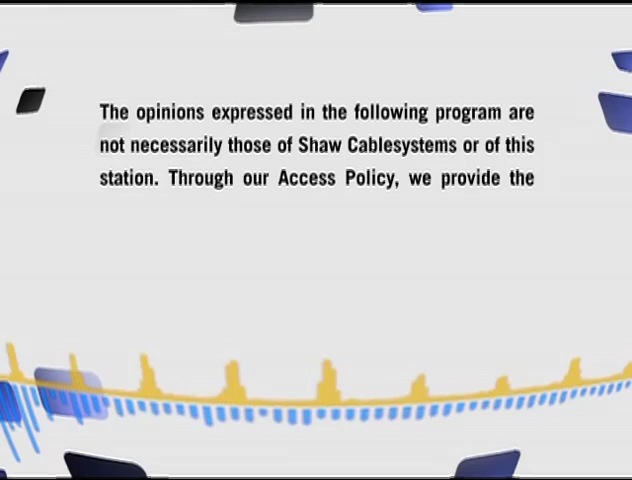 The opinions expressed in the following program are
not necessarily those of Shaw Cablesystems or of this
station. Through our Access Policy, we provide the